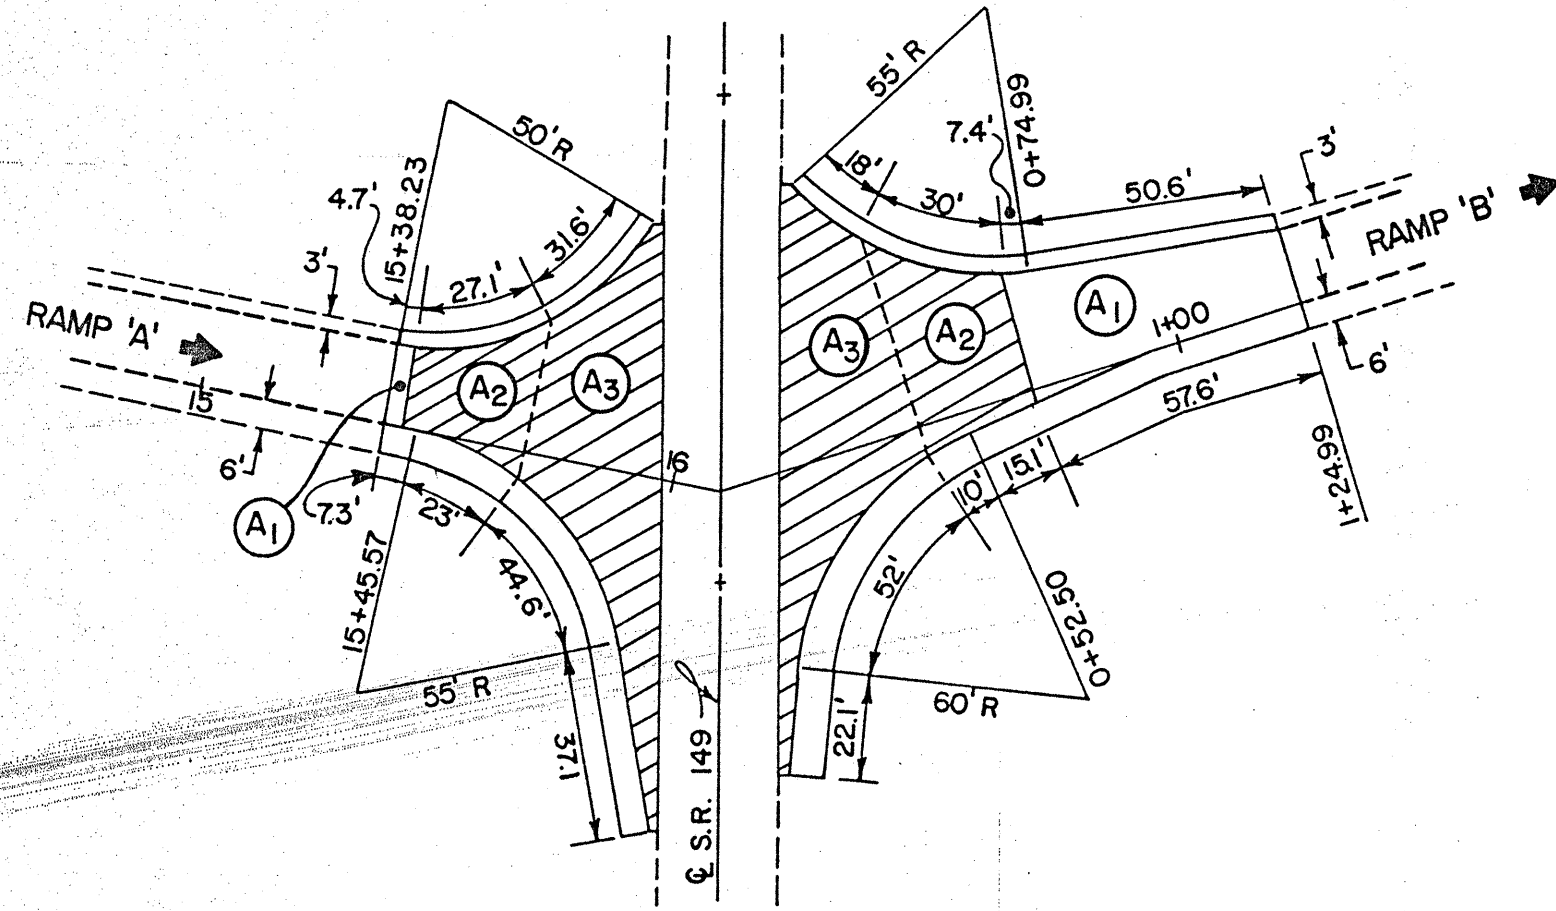 50' R
55' R
4.7'
15+38.23
31.6'
27.1'
3'
RAMP 'A'
15
6'
7.3'
23'
A1
A2
A3
15+45.57
44.6'
55' R
37.1
16
℄ S.R. 149
18'
30'
7.4'
0+74.99
50.6'
3'
RAMP 'B'
A3
A2
A1
1+00
6'
57.6'
1+24.99
15.1'
10'
52'
0+52.50
60' R
22.1'